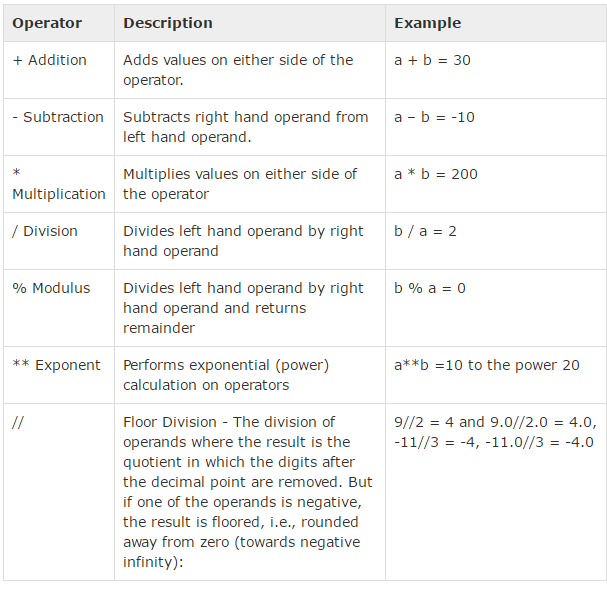 Operator Description Example
+ Addition Adds values on either side of the a + b = 30
operator.
- Subtraction Subtracts right hand operand from a – b = -10
left hand operand.
* Multiplies values on either side of a * b = 200
Multiplication the operator
/ Division Divides left hand operand by right b / a = 2
hand operand
% Modulus Divides left hand operand by right b % a = 0
hand operand and returns
remainder
** Exponent Performs exponential (power) a**b =10 to the power 20
calculation on operators
// Floor Division - The division of 9//2 = 4 and 9.0//2.0 = 4.0,
operands where the result is the -11//3 = -4, -11.0//3 = -4.0
quotient in which the digits after
the decimal point are removed. But
if one of the operands is negative,
the result is floored, i.e., rounded
away from zero (towards negative
infinity):